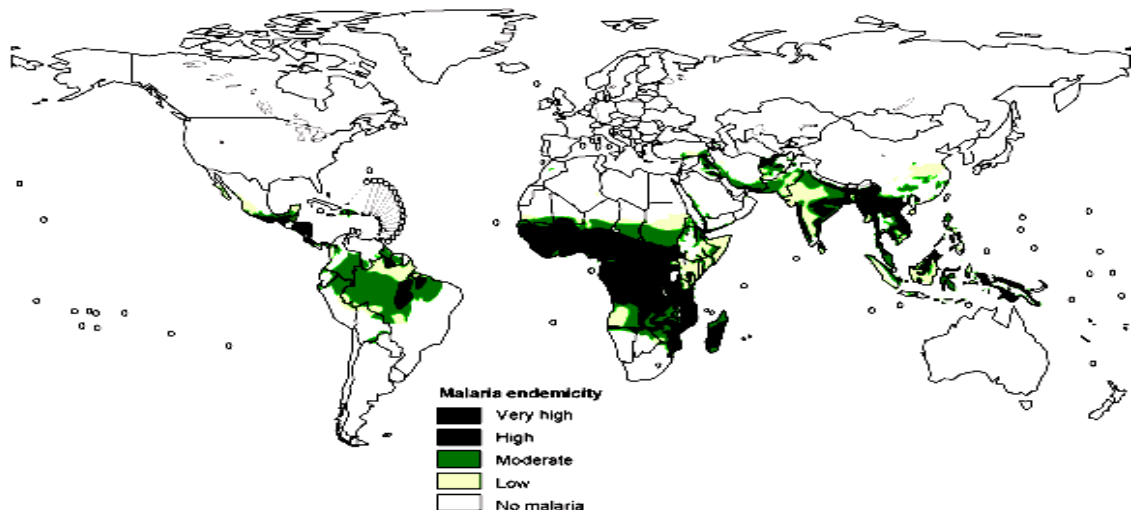 Malaria endemicity
Very high
High
Moderate
Low
No malaria